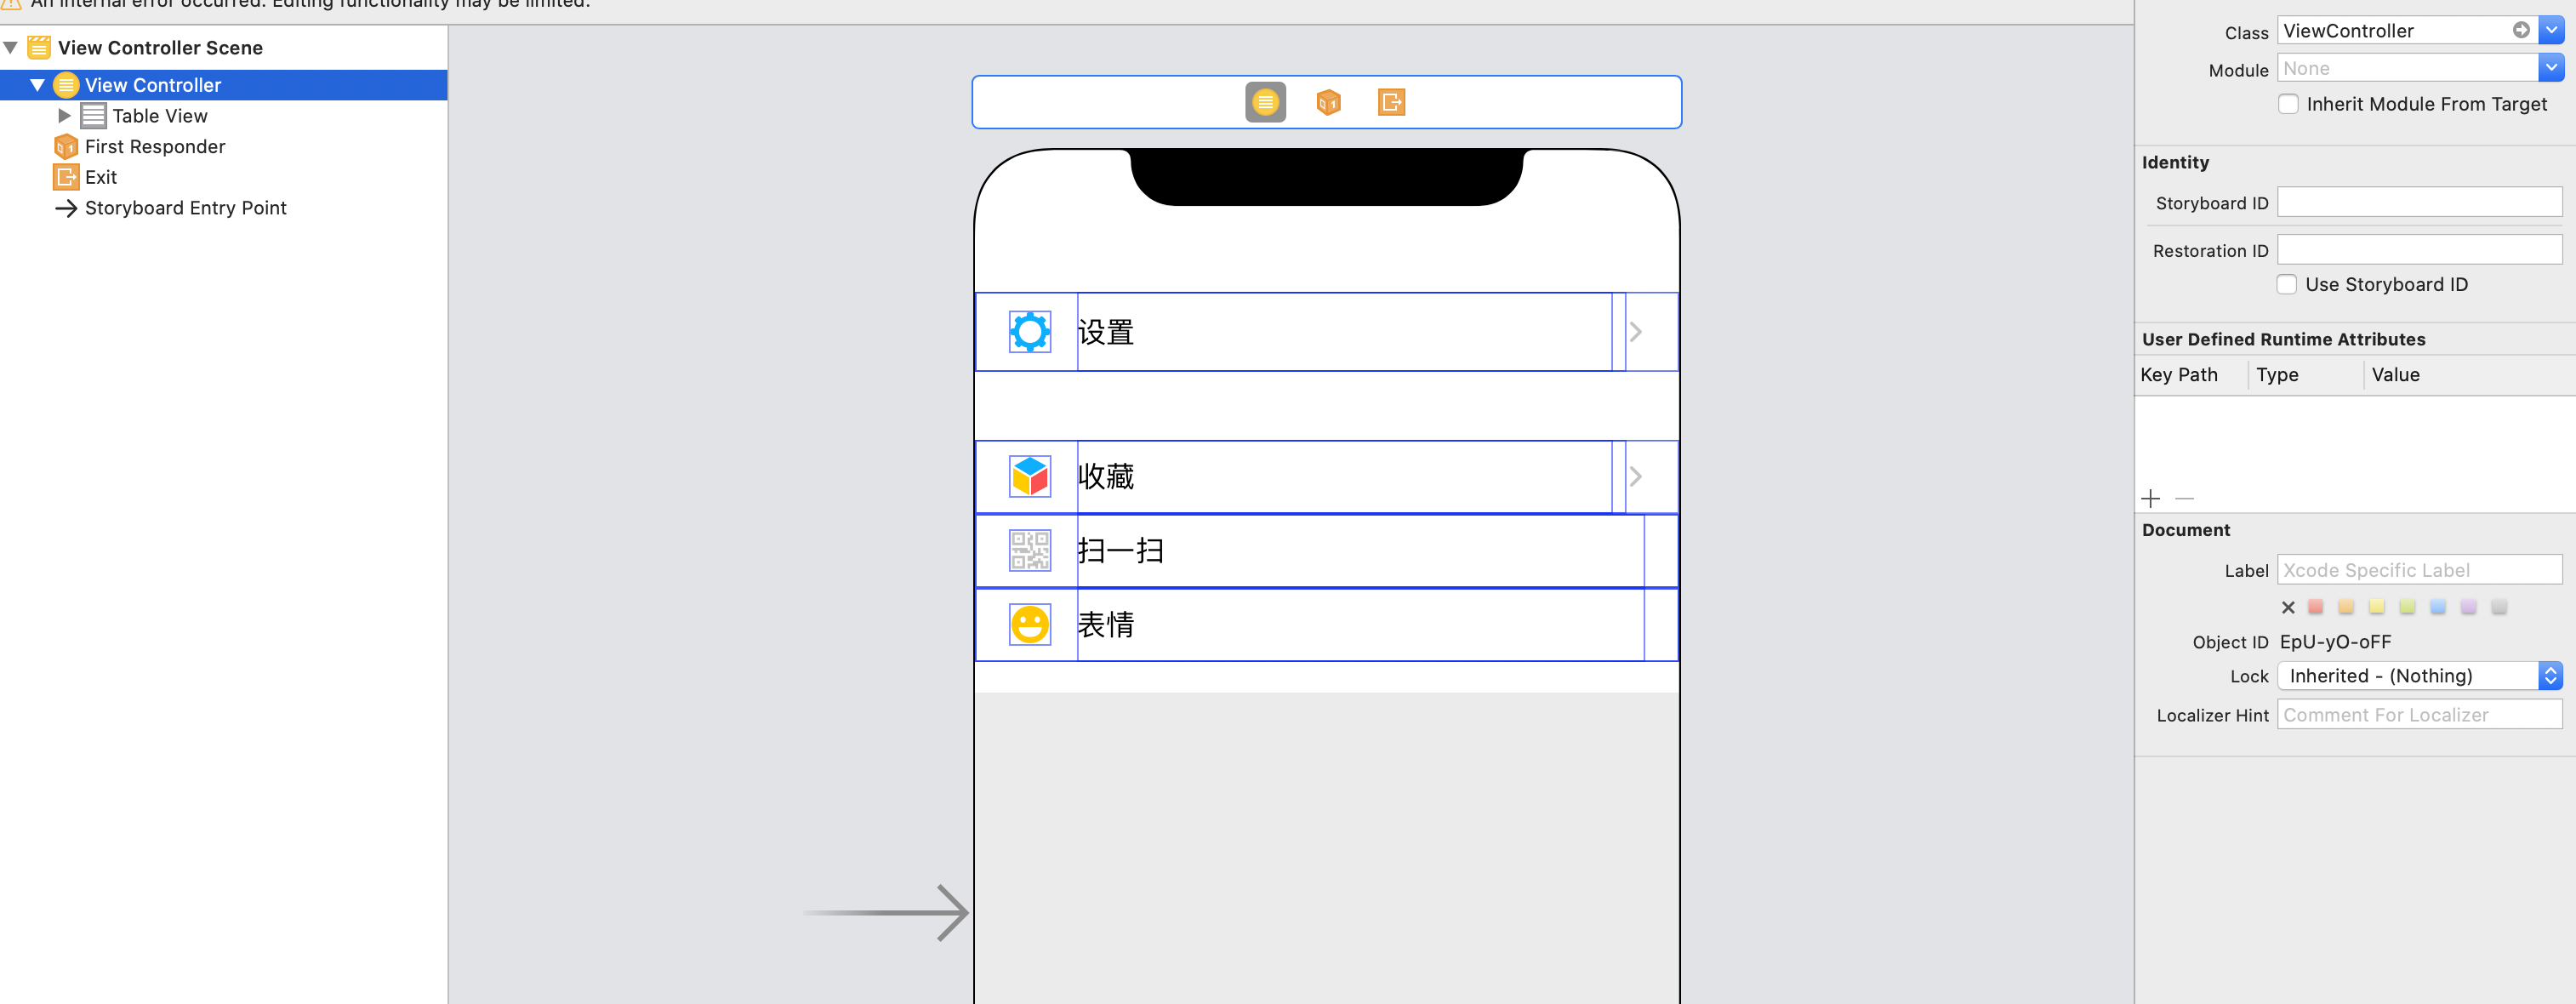 An internal error occurred. Editing functionality may be limited.
View Controller Scene
View Controller
Table View
First Responder
Exit
Storyboard Entry Point
设置
收藏
扫一扫
表情
Class ViewController
Module None
Inherit Module From Target
Identity
Storyboard ID
Restoration ID
Use Storyboard ID
User Defined Runtime Attributes
Key Path Type Value
Document
Label Xcode Specific Label
Object ID EpU-yO-oFF
Lock Inherited - (Nothing)
Localizer Hint Comment For Localizer